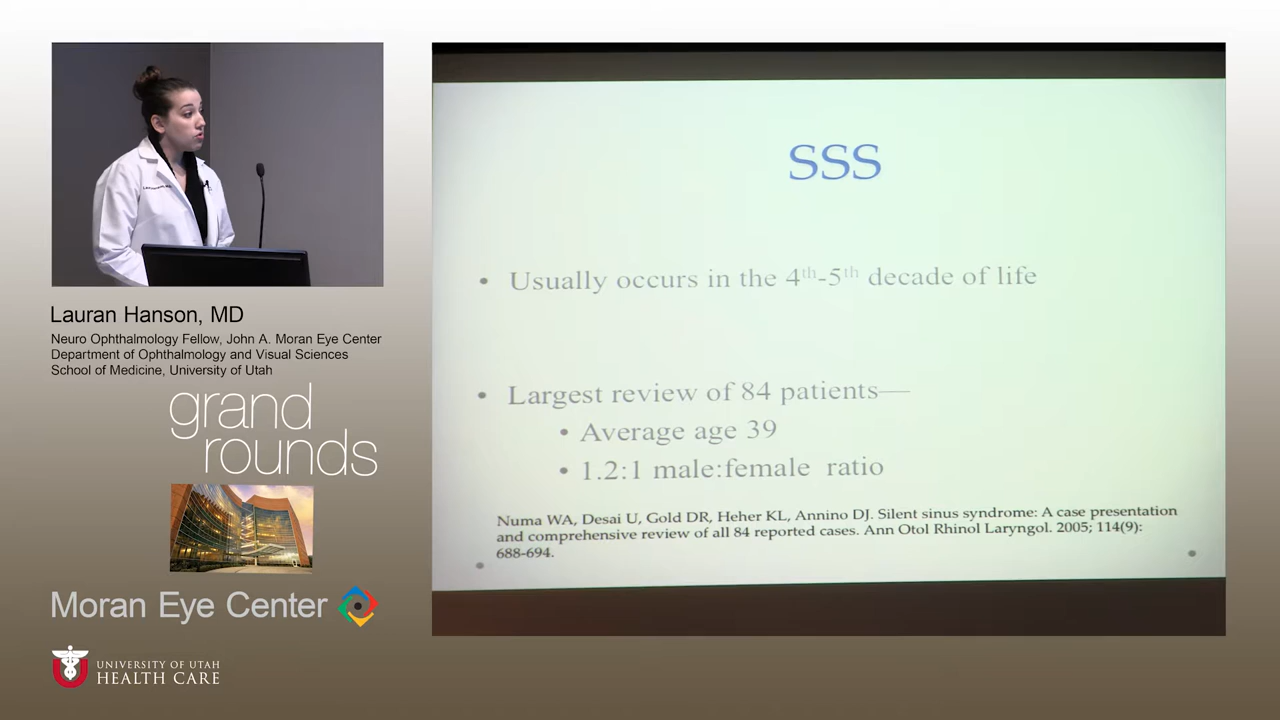 Lauran Hanson, MD
Neuro Ophthalmology Fellow, John A. Moran Eye Center
Department of Ophthalmology and Visual Sciences
School of Medicine, University of Utah
grand
rounds
Moran Eye Center
UNIVERSITY OF UTAH
HEALTH CARE
SSS
• Usually occurs in the 4th-5th decade of life
• Largest review of 84 patients—
• Average age 39
• 1.2:1 male:female ratio
Numa WA, Desai U, Gold DR, Heher KL, Annino DJ. Silent sinus syndrome: A case presentation
and comprehensive review of all 84 reported cases. Ann Otol Rhinol Laryngol. 2005; 114(9):
688-694.